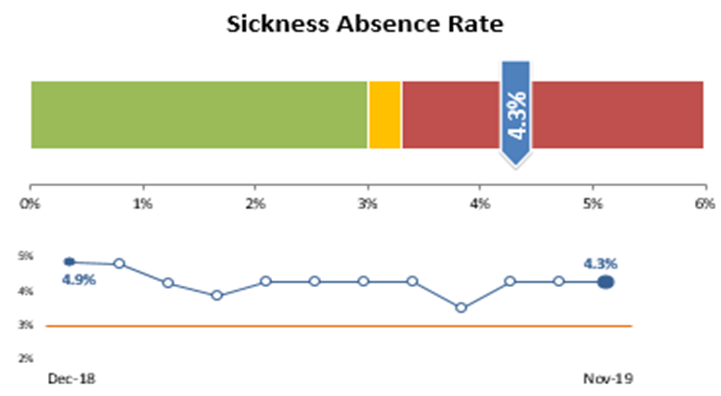 Sickness Absence Rate
4.3%
0% 1% 2% 3% 4% 5% 6%
5%
4.9%
4.3%
4%
3%
2%
Dec-18 Nov-19